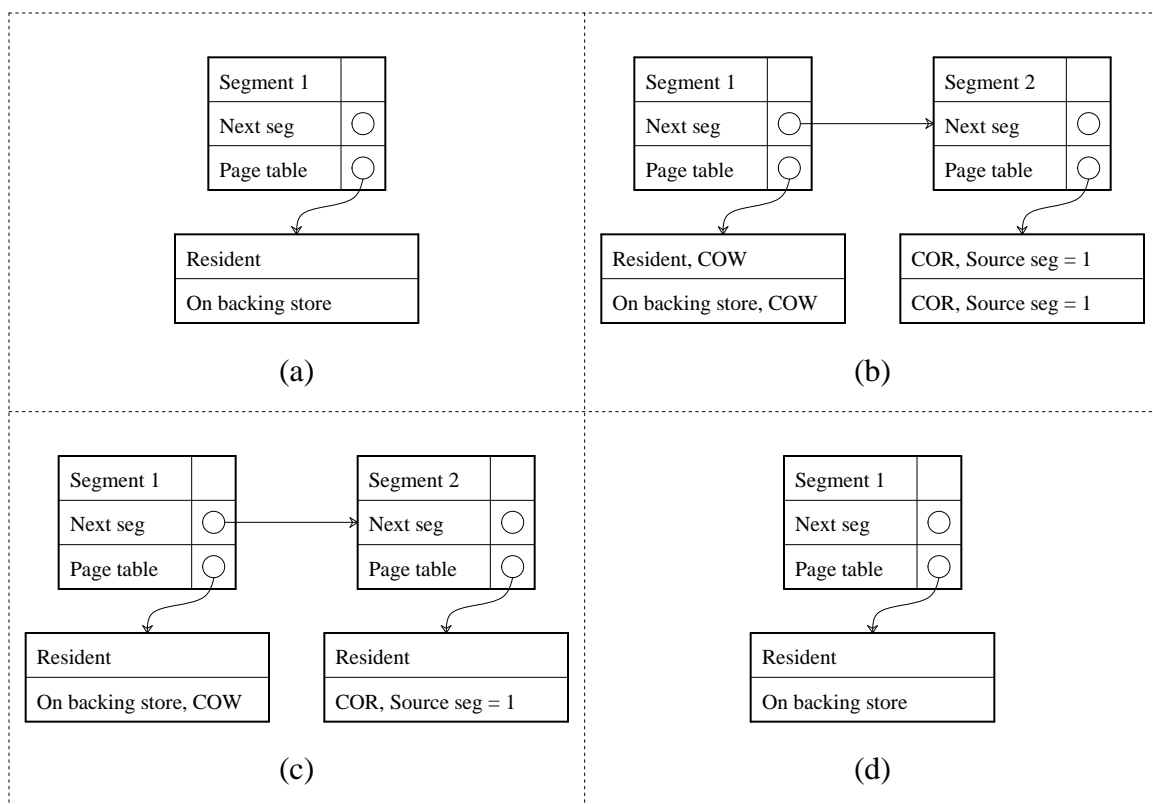 Segment 1
Next seg
Page table
Resident
On backing store
(a)
Segment 1
Next seg
Page table
Resident, COW
On backing store, COW
Segment 2
Next seg
Page table
COR, Source seg = 1
COR, Source seg = 1
(b)
Segment 1
Next seg
Page table
Resident
On backing store, COW
Segment 2
Next seg
Page table
Resident
COR, Source seg = 1
(c)
Segment 1
Next seg
Page table
Resident
On backing store
(d)